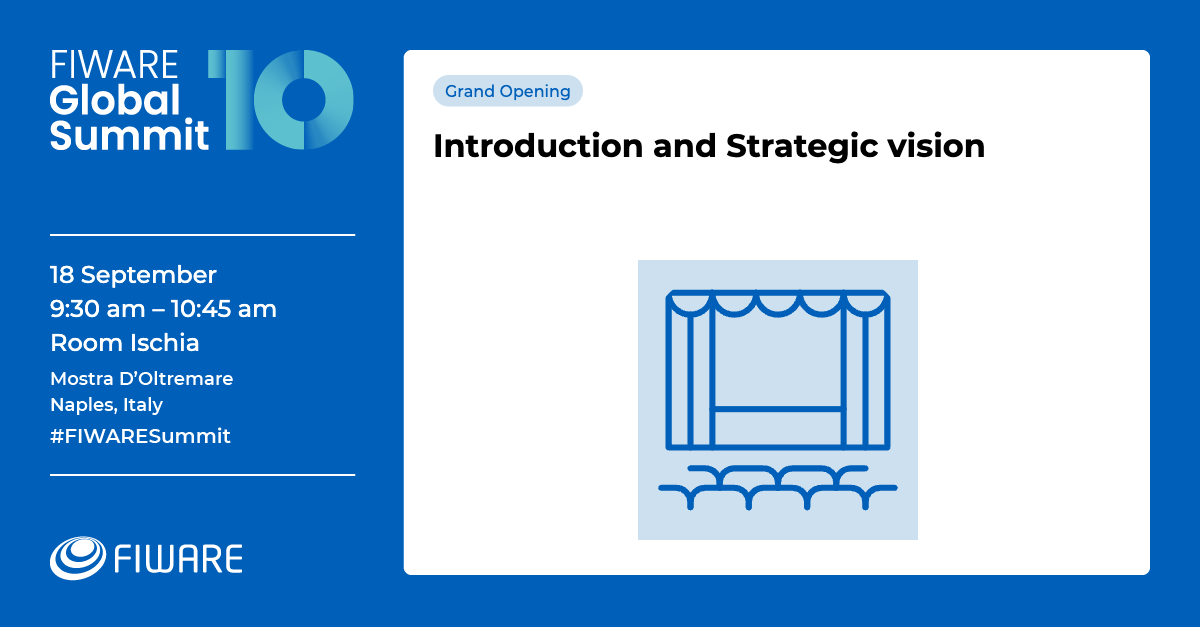 FIWARE
Global
Summit
10
18 September
9:30 am – 10:45 am
Room Ischia
Mostra D’Oltremare
Naples, Italy
#FIWARESummit
FIWARE
Grand Opening
Introduction and Strategic vision